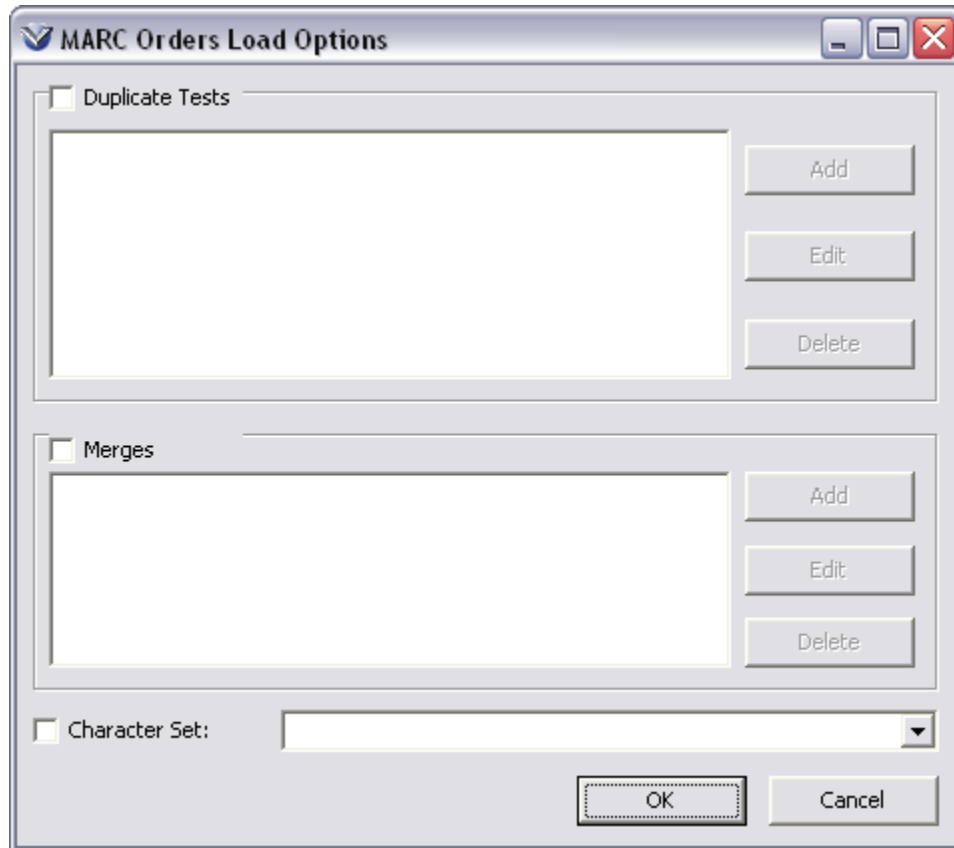 MARC Orders Load Options
Duplicate Tests
Add
Edit
Delete
Merges
Add
Edit
Delete
Character Set:
OK
Cancel